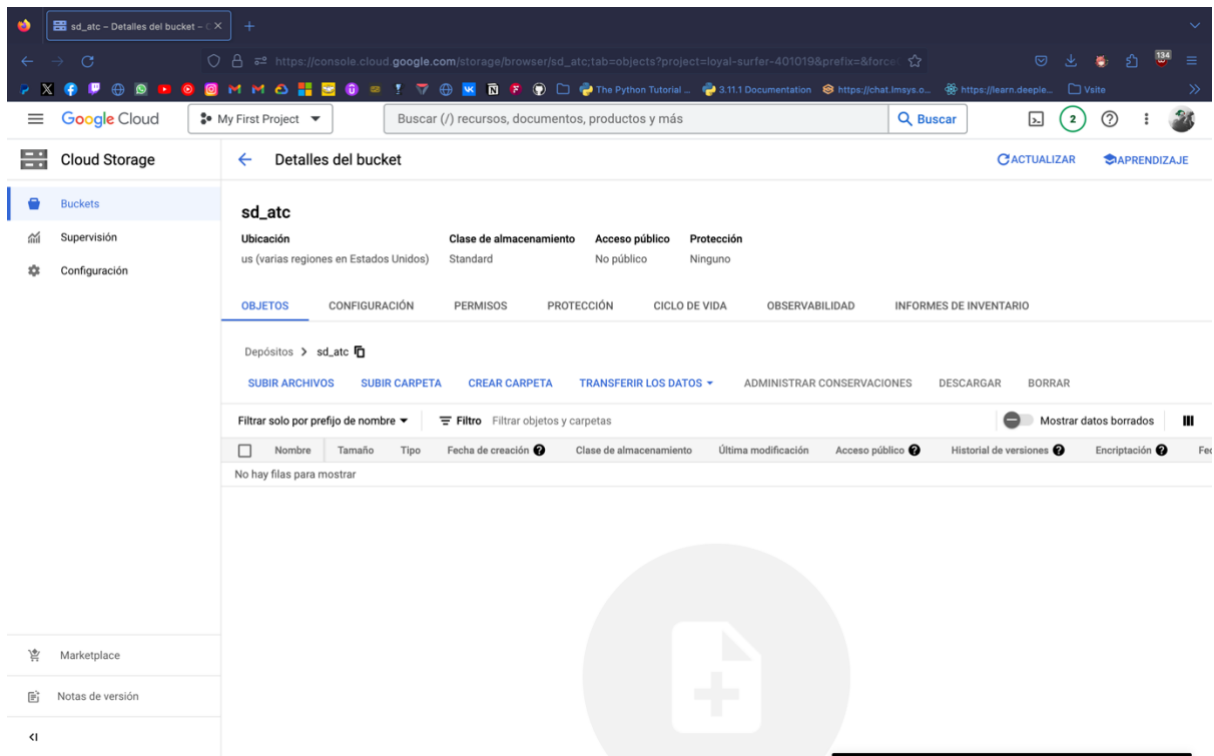 sd_atc – Detalles del bucket – C
https://console.cloud.google.com/storage/browser/sd_atc;tab=objects?project=loyal-surfer-401019&prefix=&forceO
134
The Python Tutorial ...
3.11.1 Documentation
https://chat.lmsys.o...
https://learn.deeple...
Vsite
Google Cloud
My First Project
Buscar (/) recursos, documentos, productos y más
Buscar
2
Cloud Storage
Detalles del bucket
ACTUALIZAR
APRENDIZAJE
Buckets
Supervisión
Configuración
sd_atc
Ubicación Clase de almacenamiento Acceso público Protección
us (varias regiones en Estados Unidos) Standard No público Ninguno
OBJETOS CONFIGURACIÓN PERMISOS PROTECCIÓN CICLO DE VIDA OBSERVABILIDAD INFORMES DE INVENTARIO
Depósitos > sd_atc
SUBIR ARCHIVOS SUBIR CARPETA CREAR CARPETA TRANSFERIR LOS DATOS ADMINISTRAR CONSERVACIONES DESCARGAR BORRAR
Filtrar solo por prefijo de nombre Filtro Filtrar objetos y carpetas Mostrar datos borrados
Nombre Tamaño Tipo Fecha de creación Clase de almacenamiento Última modificación Acceso público Historial de versiones Encriptación Fec
No hay filas para mostrar
Marketplace
Notas de versión